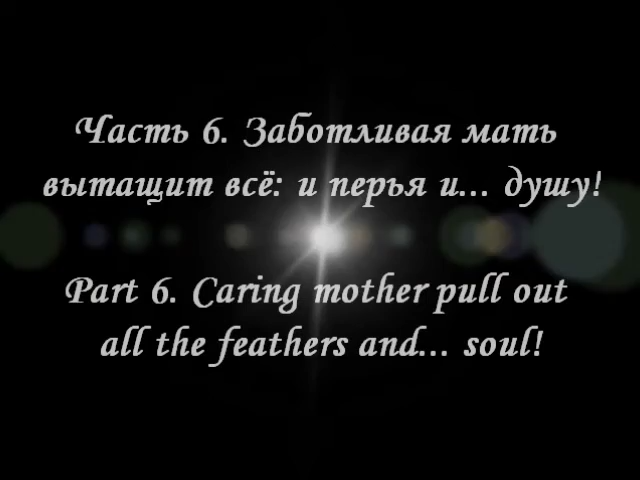 Часть 6. Заботливая мать
вытащит всё: и перья и... душу!
Part 6. Caring mother pull out
all the feathers and... soul!